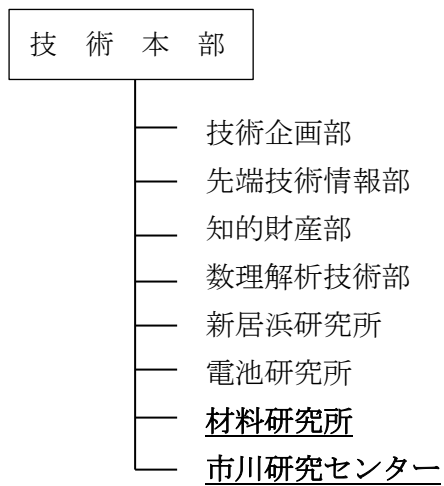 技 術 本 部
技術企画部
先端技術情報部
知的財産部
数理解析技術部
新居浜研究所
電池研究所
材料研究所
市川研究センター